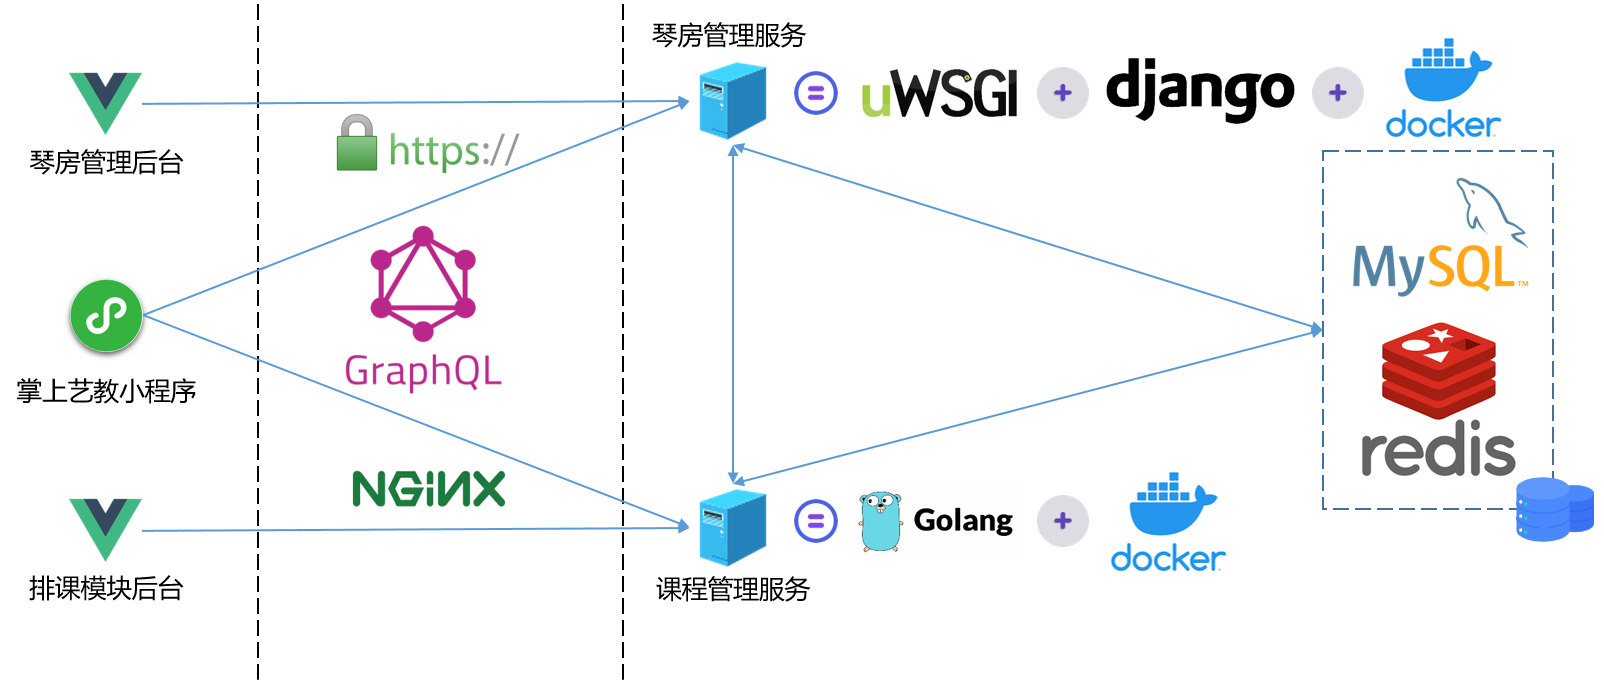 琴房管理服务
uWSGI
django
docker
琴房管理后台
https://
MySQL™
GraphQL
掌上艺教小程序
redis
NGINX
Golang
docker
排课模块后台
课程管理服务